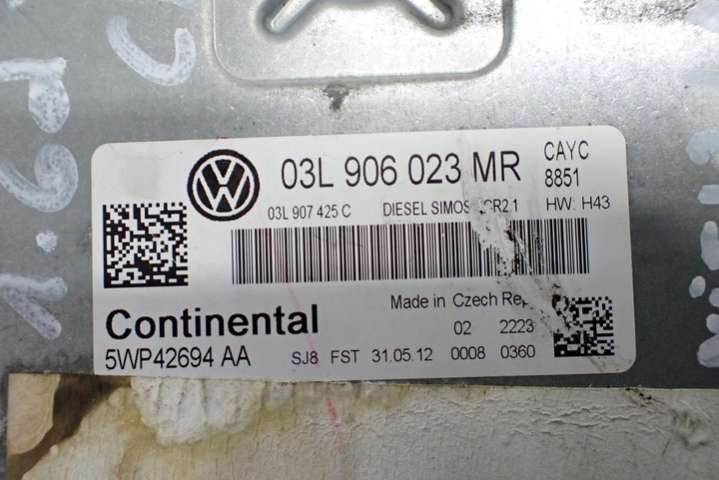 03L 906 023 MR
CAYC
8851
03L 907 425 C DIESEL SIMOS HW: H43
Made in Czech Rep
Continental
02 2223
5WP42694 AA SJ8 FST 31.05.12 0008 0360